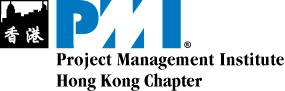 香港
PMI®
Project Management Institute
Hong Kong Chapter